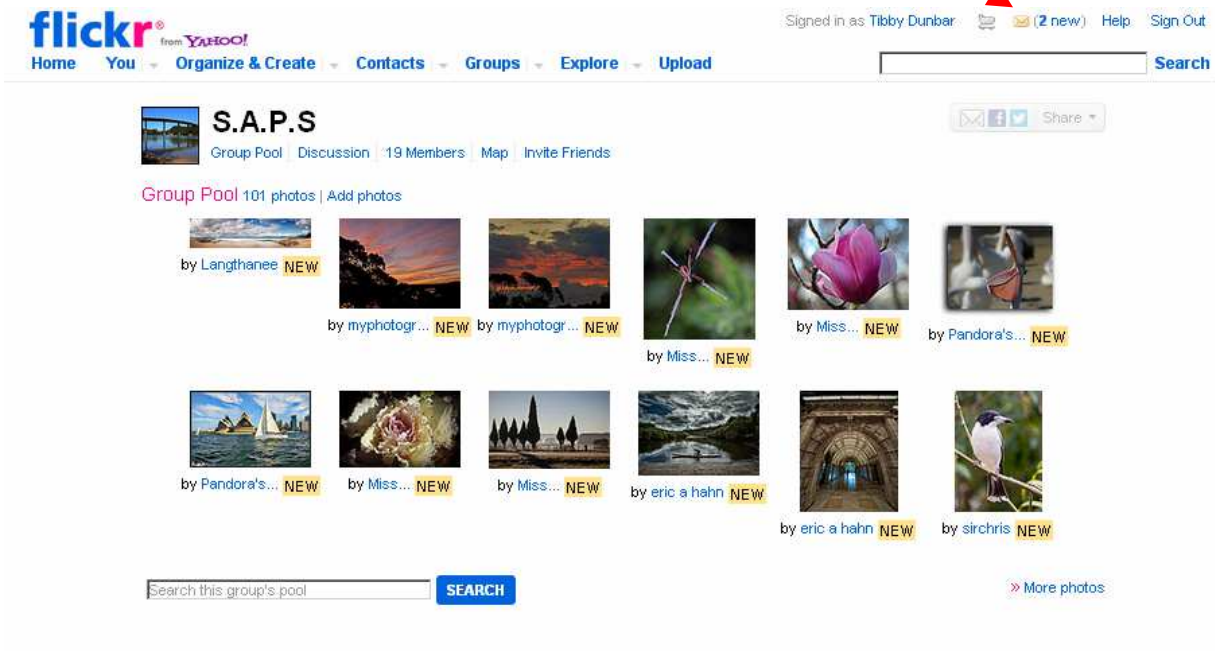 flickr® from YAHOO!
Signed in as Tibby Dunbar (2 new) Help Sign Out
Home You Organize & Create Contacts Groups Explore Upload Search
S.A.P.S
Share
Group Pool Discussion 19 Members Map Invite Friends
Group Pool 101 photos | Add photos
by Langthanee NEW
by myphotogr... NEW
by myphotogr... NEW
by Miss... NEW
by Miss... NEW
by Pandora's... NEW
by Pandora's... NEW
by Miss... NEW
by Miss... NEW
by eric a hahn NEW
by eric a hahn NEW
by sirchris NEW
Search this group's pool SEARCH
» More photos